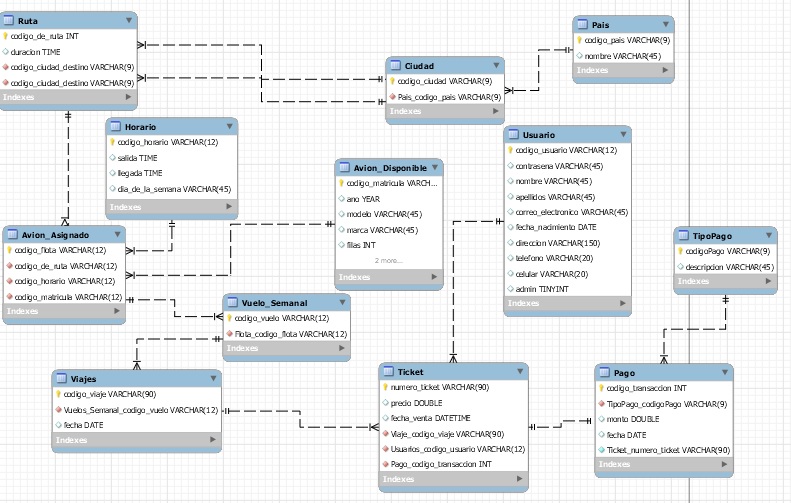 Ruta
codigo_de_ruta INT
duracion TIME
codigo_ciudad_destino VARCHAR(9)
codigo_ciudad_destino VARCHAR(9)
Indexes
Pais
codigo_pais VARCHAR(9)
nombre VARCHAR(45)
Indexes
Ciudad
codigo_ciudad VARCHAR(9)
Pais_codigo_pais VARCHAR(9)
Indexes
Horario
codigo_horario VARCHAR(12)
salida TIME
llegada TIME
dia_de_la_semana VARCHAR(45)
Indexes
Avion_Disponible
codigo_matricula VARCH...
ano YEAR
modelo VARCHAR(45)
marca VARCHAR(45)
filas INT
2 more...
Indexes
Usuario
codigo_usuario VARCHAR(12)
contrasena VARCHAR(45)
nombre VARCHAR(45)
apellidos VARCHAR(45)
correo_electronico VARCHAR(45)
fecha_nadmiento DATE
direccion VARCHAR(150)
telefono VARCHAR(20)
celular VARCHAR(20)
admin TINYINT
Indexes
Avion_Asignado
codigo_flota VARCHAR(12)
codigo_de_ruta VARCHAR(12)
codigo_horario VARCHAR(12)
codigo_matricula VARCHAR(12)
Indexes
TipoPago
codigoPago VARCHAR(9)
descripcion VARCHAR(45)
Indexes
Vuelo_Semanal
codigo_vuelo VARCHAR(12)
Flota_codigo_flota VARCHAR(12)
Indexes
Viajes
codigo_viaje VARCHAR(90)
Vuelos_Semanal_codigo_vuelo VARCHAR(12)
fecha DATE
Indexes
Ticket
numero_ticket VARCHAR(90)
precio DOUBLE
fecha_venta DATETIME
Viaje_codigo_viaje VARCHAR(90)
Usuarios_codigo_usuario VARCHAR(12)
Pago_codigo_transaccion INT
Indexes
Pago
codigo_transaccion INT
TipoPago_codigoPago VARCHAR(9)
monto DOUBLE
fecha DATE
Ticket_numero_ticket VARCHAR(90)
Indexes